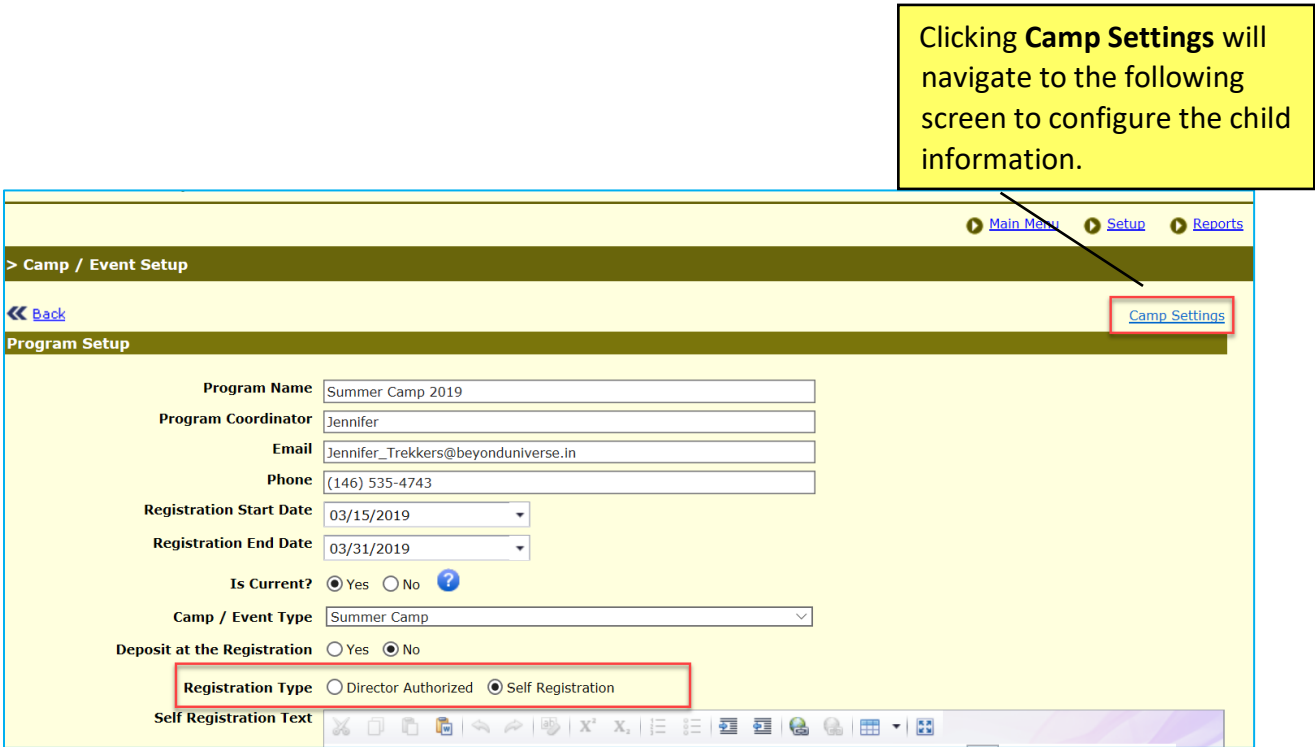 Clicking Camp Settings will
navigate to the following
screen to configure the child
information.
Main Menu Setup Reports
> Camp / Event Setup
Back Camp Settings
Program Setup
Program Name Summer Camp 2019
Program Coordinator Jennifer
Email Jennifer_Trekkers@beyonduniverse.in
Phone (146) 535-4743
Registration Start Date 03/15/2019
Registration End Date 03/31/2019
Is Current? Yes No ?
Camp / Event Type Summer Camp
Deposit at the Registration Yes No
Registration Type Director Authorized Self Registration
Self Registration Text